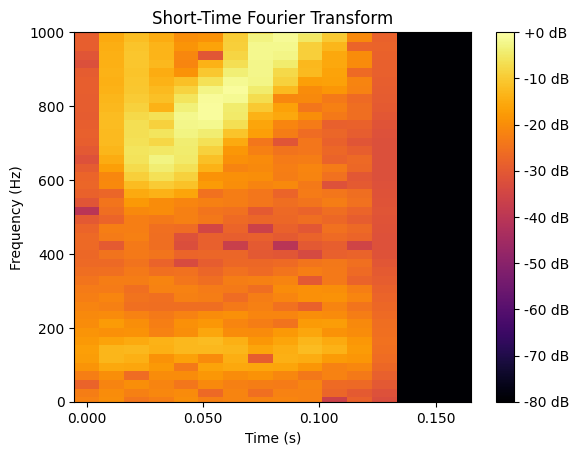 Short-Time Fourier Transform
1000
800
600
400
200
0
Frequency (Hz)
0.000
0.050
0.100
0.150
Time (s)
+0 dB
-10 dB
-20 dB
-30 dB
-40 dB
-50 dB
-60 dB
-70 dB
-80 dB